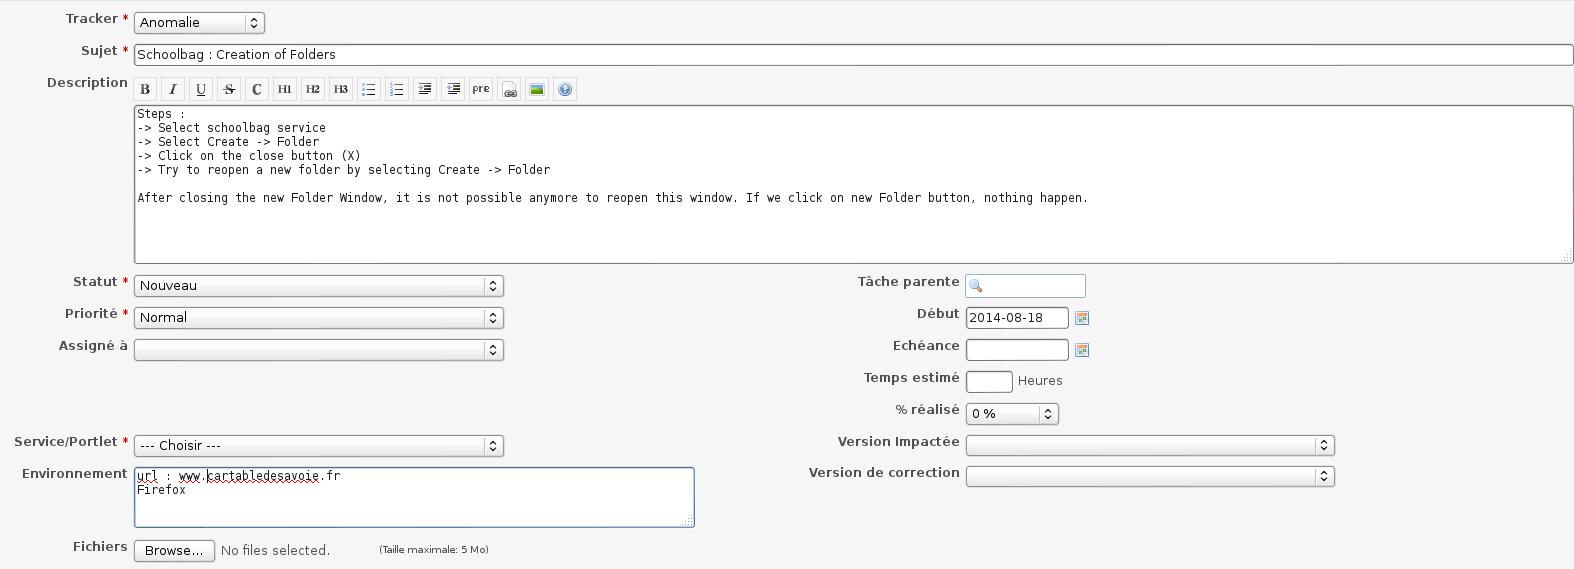 Tracker * Anomalie
Sujet * Schoolbag : Creation of Folders
Description B I U S C H1 H2 H3 pre
Steps :
-> Select schoolbag service
-> Select Create -> Folder
-> Click on the close button (X)
-> Try to reopen a new folder by selecting Create -> Folder
After closing the new Folder Window, it is not possible anymore to reopen this window. If we click on new Folder button, nothing happen.
Statut * Nouveau
Tâche parente
Priorité * Normal
Début 2014-08-18
Assigné à
Echéance
Temps estimé Heures
% réalisé 0 %
Service/Portlet * --- Choisir ---
Version Impactée
Environnement url : www.cartabledesavoie.fr
Firefox
Version de correction
Fichiers Browse... No files selected. (Taille maximale: 5 Mo)